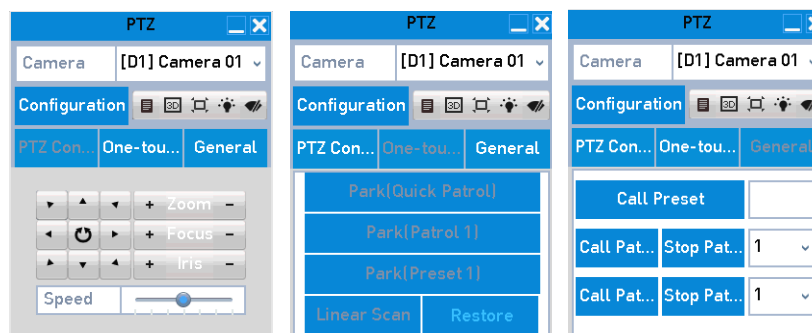 PTZ
Camera [D1] Camera 01
Configuration 3D
PTZ Con... One-tou... General
+ Zoom -
+ Focus -
+ Iris -
Speed
PTZ
Camera [D1] Camera 01
Configuration 3D
PTZ Con... One-tou... General
Park(Quick Patrol)
Park(Patrol 1)
Park(Preset 1)
Linear Scan Restore
PTZ
Camera [D1] Camera 01
Configuration 3D
PTZ Con... One-tou... General
Call Preset
Call Pat... Stop Pat... 1
Call Pat... Stop Pat... 1